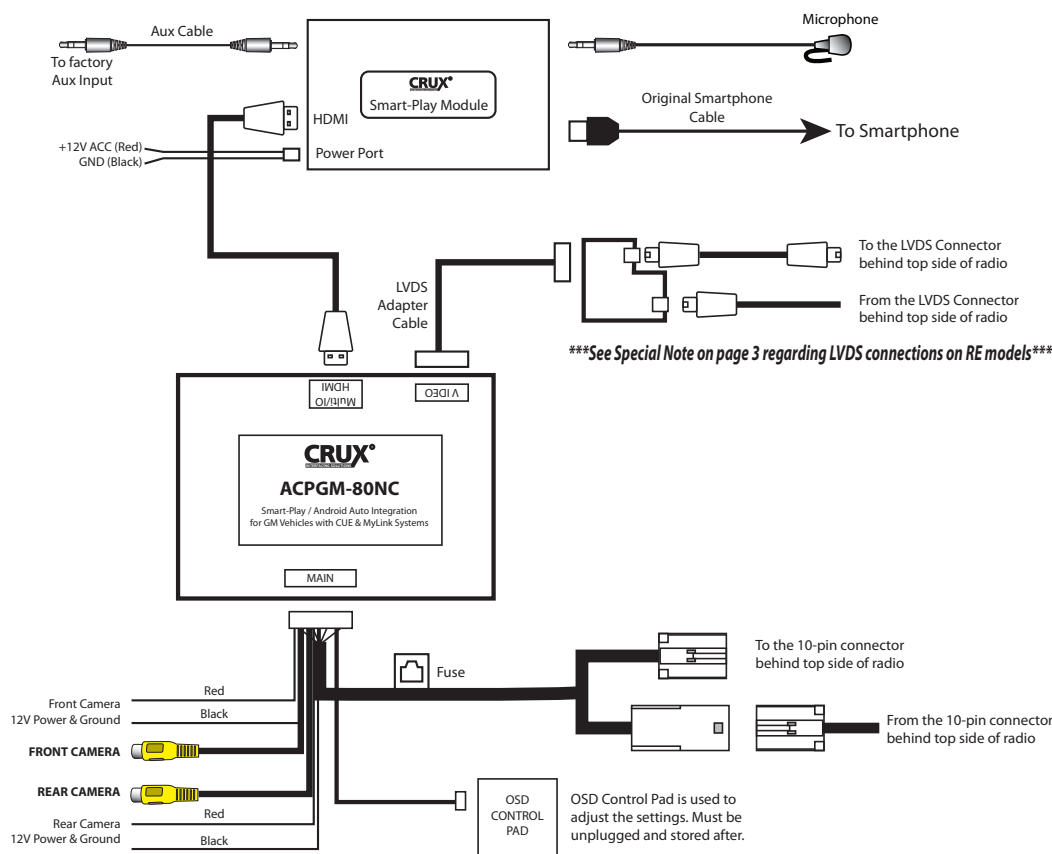 Aux Cable
To factory
Aux Input
CRUX
Smart-Play Module
HDMI
Power Port
+12V ACC (Red)
GND (Black)
Microphone
Original Smartphone
Cable
To Smartphone
LVDS
Adapter
Cable
To the LVDS Connector
behind top side of radio
From the LVDS Connector
behind top side of radio
***See Special Note on page 3 regarding LVDS connections on RE models***
Multi/IO
HDMI
V IDEO
CRUX
INTERFACING SOLUTIONS
ACPGM-80NC
Smart-Play / Android Auto Integration
for GM Vehicles with CUE & MyLink Systems
MAIN
Fuse
To the 10-pin connector
behind top side of radio
From the 10-pin connector
behind top side of radio
Red
Front Camera
12V Power & Ground
Black
FRONT CAMERA
REAR CAMERA
Red
Rear Camera
12V Power & Ground
Black
OSD
CONTROL
PAD
OSD Control Pad is used to
adjust the settings. Must be
unplugged and stored after.